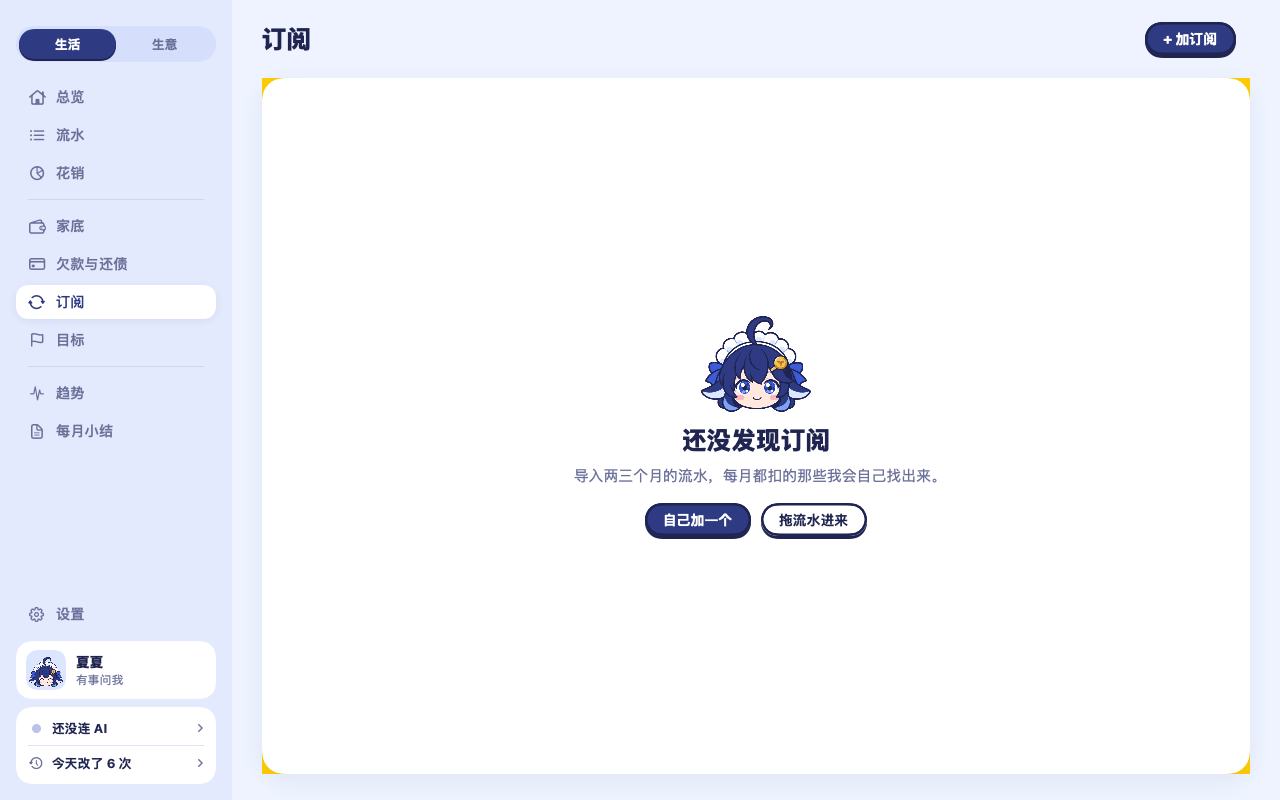 生活
生意
总览
流水
花销
家底
欠款与还债
订阅
目标
趋势
每月小结
设置
夏夏
有事问我
还没连 AI
今天改了 6 次
订阅
+ 加订阅
还没发现订阅
导入两三个月的流水，每月都扣的那些我会自己找出来。
自己加一个
拖流水进来